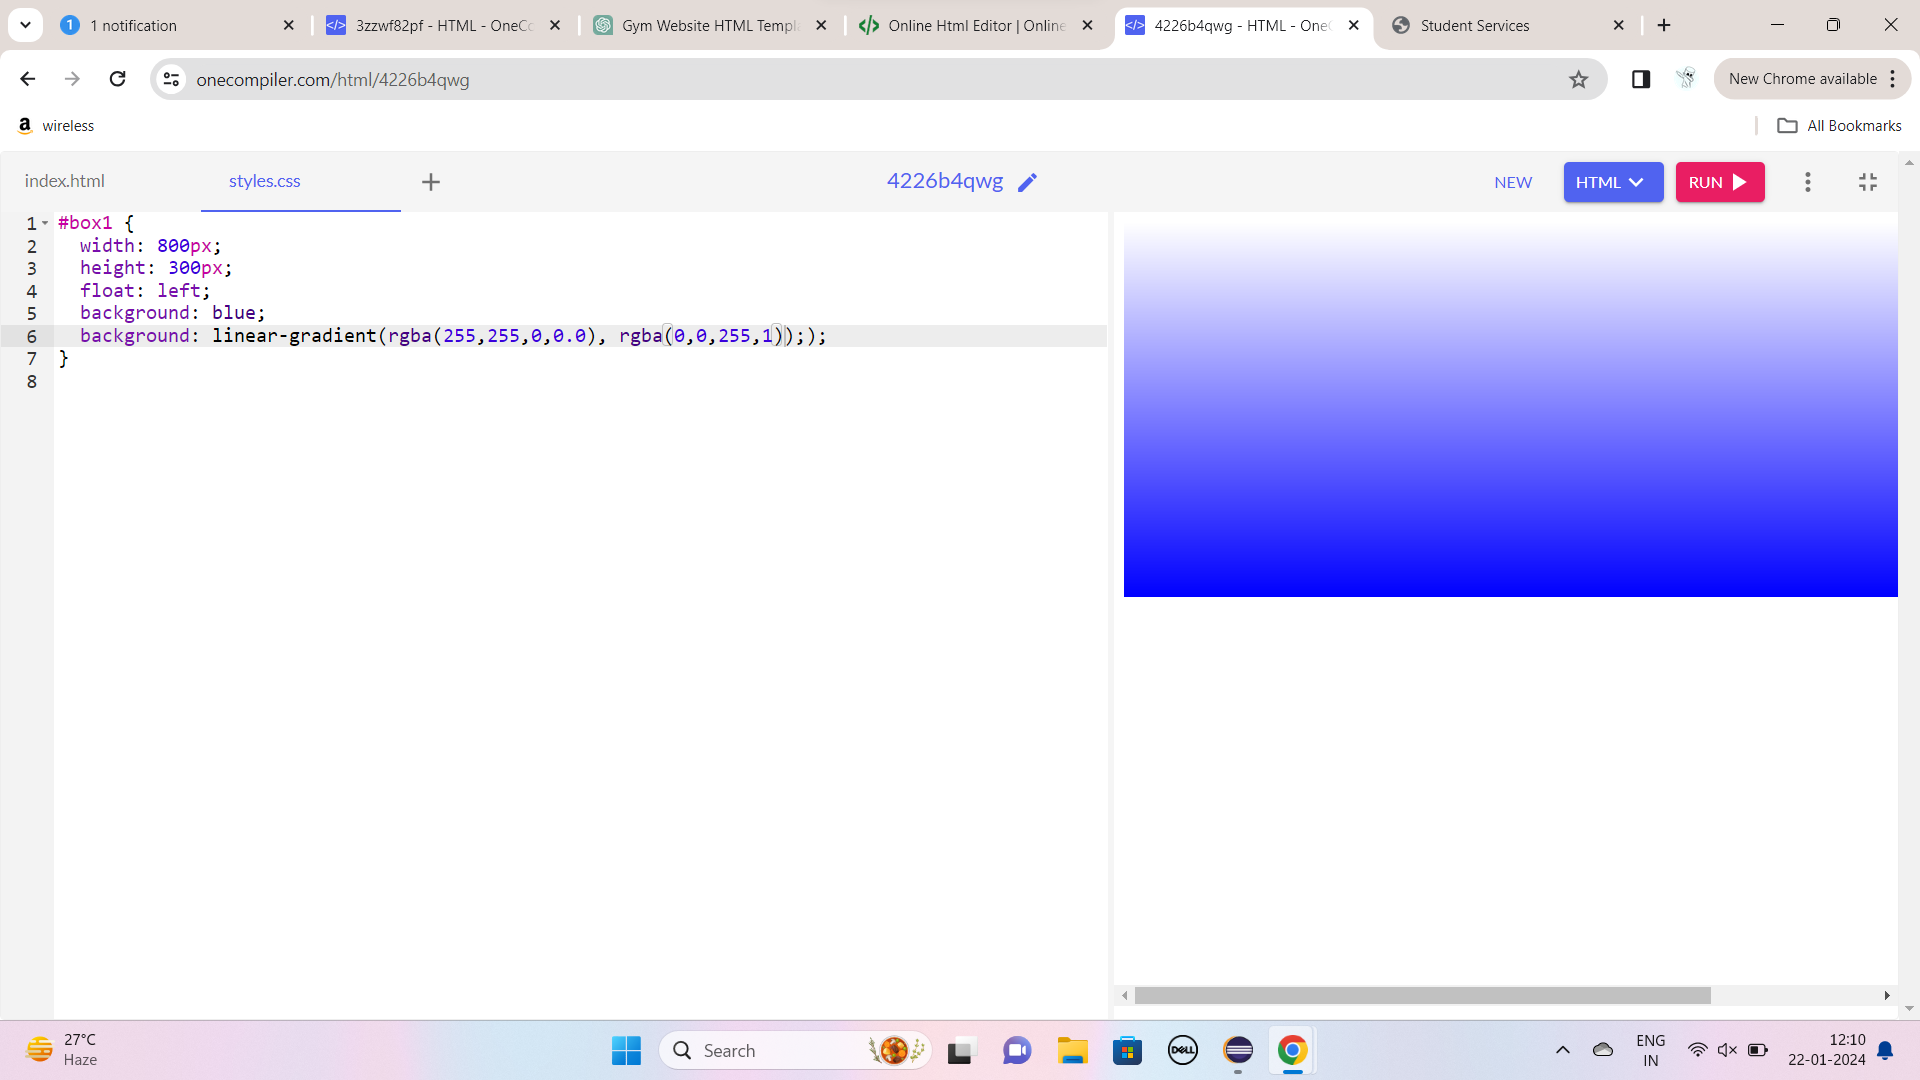 1 notification
3zzwf82pf - HTML - OneCo
Gym Website HTML Templa
Online Html Editor | Online
4226b4qwg - HTML - OneC
Student Services
onecompiler.com/html/4226b4qwg
New Chrome available
wireless
All Bookmarks
index.html
styles.css
4226b4qwg
NEW
HTML
RUN
1 #box1 {
2 width: 800px;
3 height: 300px;
4 float: left;
5 background: blue;
6 background: linear-gradient(rgba(255,255,0,0.0), rgba(0,0,255,1)););
7 }
8
27°C
Haze
Search
DELL
ENG
IN
12:10
22-01-2024